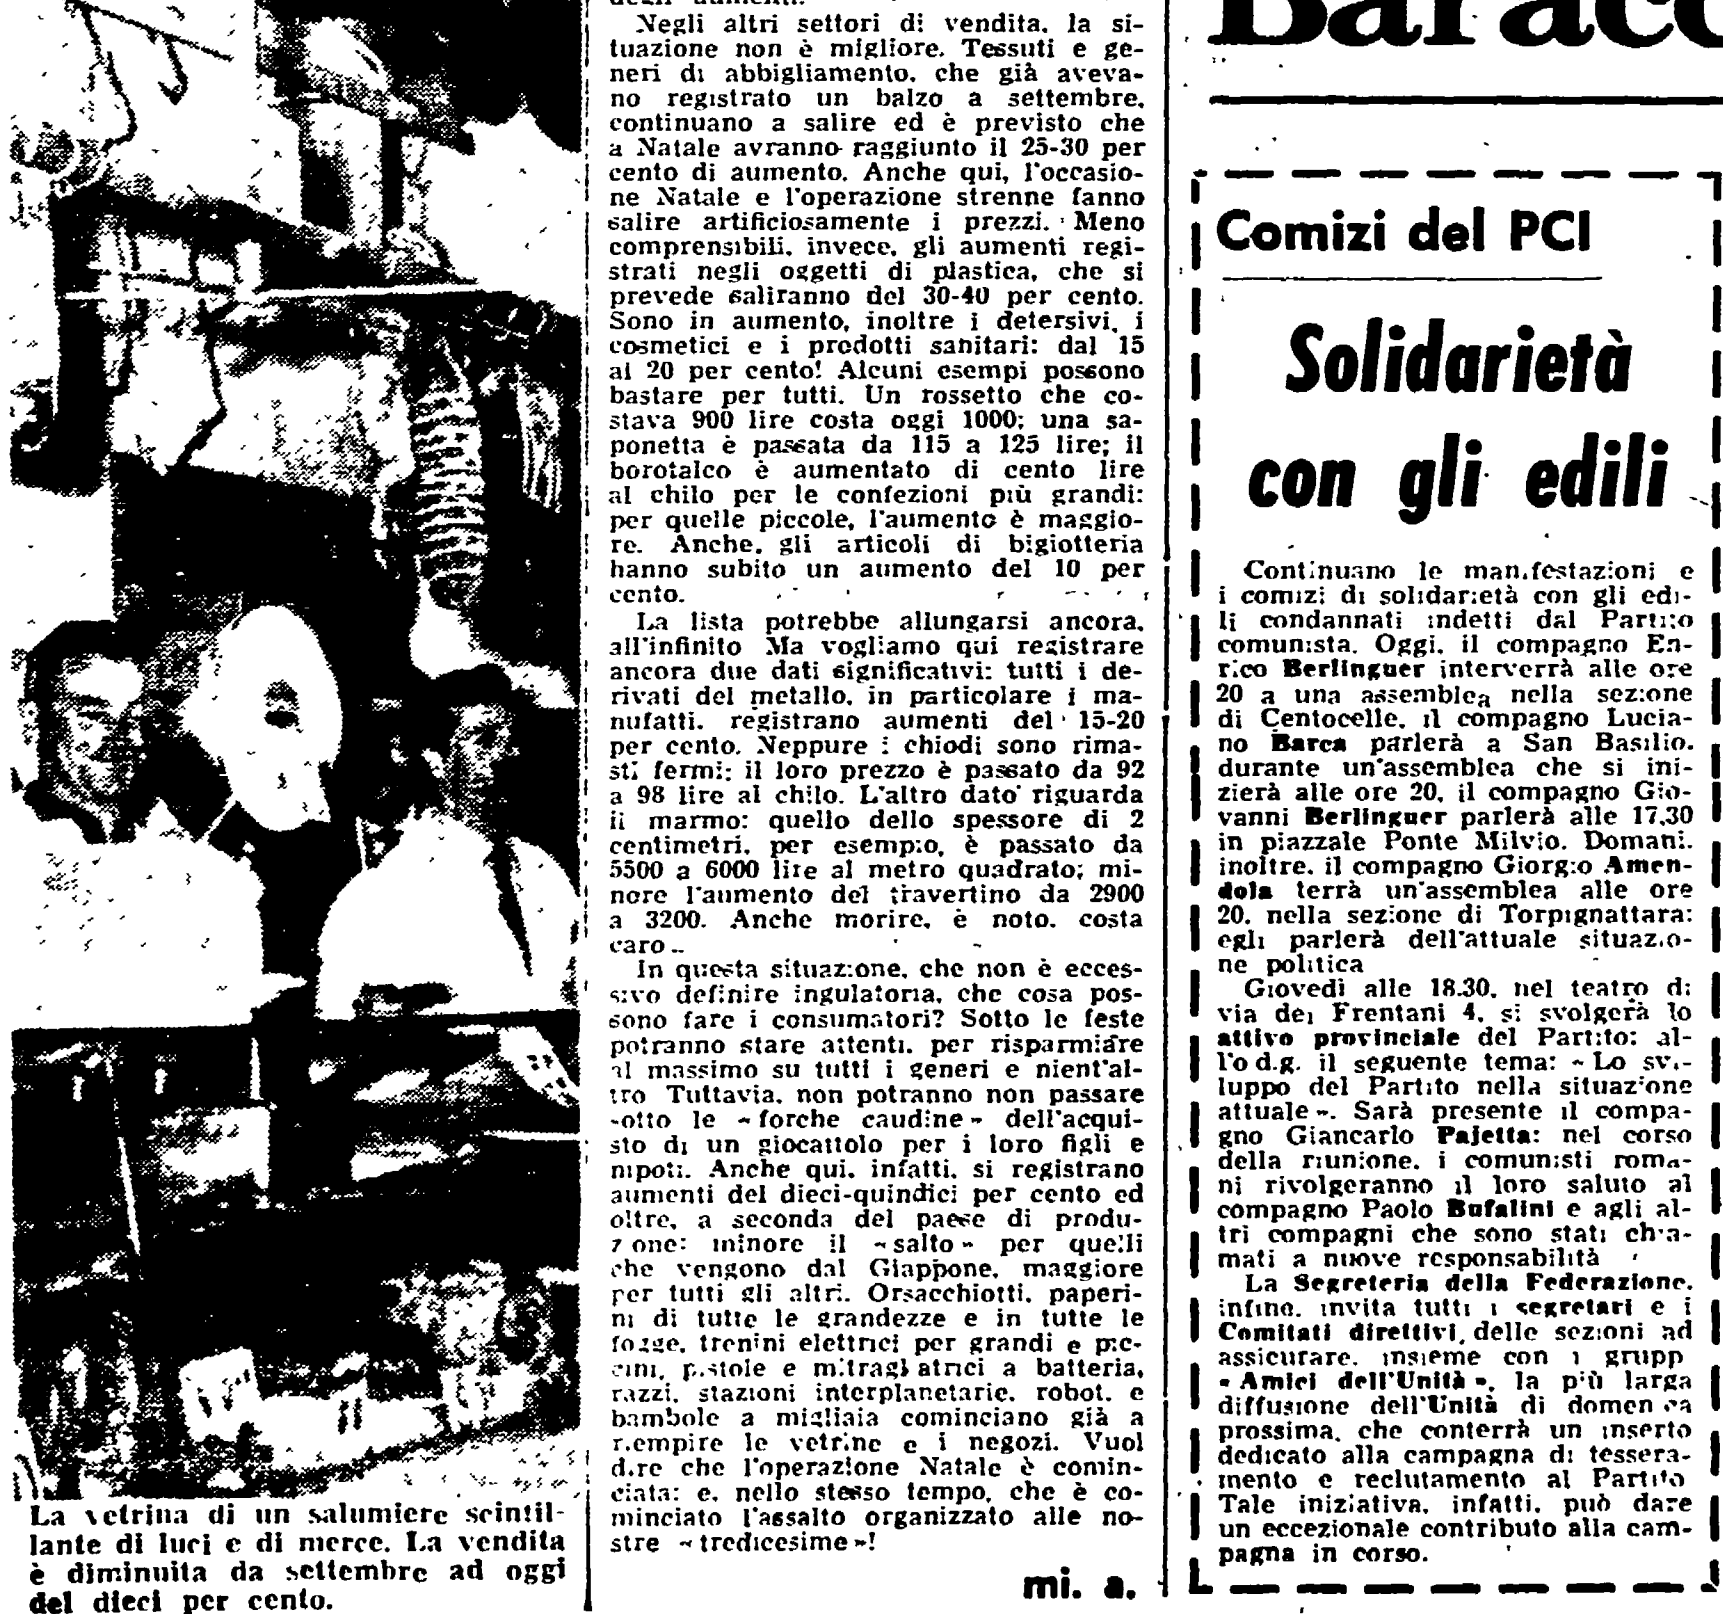 Negli altri settori di vendita, la si-
tuazione non è migliore. Tessuti e ge-
neri di abbigliamento, che già aveva-
no registrato un balzo a settembre,
continuano a salire ed è previsto che
a Natale avranno raggiunto il 25-30 per
cento di aumento. Anche qui, l'occasio-
ne Natale e l'operazione strenne fanno
salire artificiosamente i prezzi. Meno
comprensibili, invece, gli aumenti regi-
strati negli oggetti di plastica, che si
prevede saliranno del 30-40 per cento.
Sono in aumento, inoltre i detersivi, i
cosmetici e i prodotti sanitari: dal 15
al 20 per cento! Alcuni esempi possono
bastare per tutti. Un rossetto che co-
stava 900 lire costa oggi 1000; una sa-
ponetta è passata da 115 a 125 lire; il
borotalco è aumentato di cento lire
al chilo per le confezioni più grandi:
per quelle piccole, l'aumento è maggio-
re. Anche, gli articoli di bigiotteria
hanno subito un aumento del 10 per
cento.
La lista potrebbe allungarsi ancora,
all'infinito Ma vogliamo qui registrare
ancora due dati significativi: tutti i de-
rivati del metallo, in particolare i ma-
nufatti, registrano aumenti del 15-20
per cento. Neppure i chiodi sono rima-
sti fermi: il loro prezzo è passato da 92
a 98 lire al chilo. L'altro dato riguarda
il marmo: quello dello spessore di 2
centimetri, per esempio, è passato da
5500 a 6000 lire al metro quadrato; mi-
nore l'aumento del travertino da 2900
a 3200. Anche morire, è noto, costa
caro..
In questa situazione, che non è ecces-
sivo definire ingulatoria, che cosa pos-
sono fare i consumatori? Sotto le feste
potranno stare attenti, per risparmiare
al massimo su tutti i generi e nient'al-
tro Tuttavia, non potranno non passare
sotto le «forche caudine» dell'acqui-
sto di un giocattolo per i loro figli e
nipoti. Anche qui, infatti, si registrano
aumenti del dieci-quindici per cento ed
oltre, a seconda del paese di produ-
zione: minore il «salto» per quelli
che vengono dal Giappone, maggiore
per tutti gli altri. Orsacchiotti, paperi-
ni di tutte le grandezze e in tutte le
fogge, trenini elettrici per grandi e pic-
cini, pistole e mitragliatrici a batteria,
razzi, stazioni interplanetarie, robot, e
bambole a migliaia cominciano già a
riempire le vetrine e i negozi. Vuol
dire che l'operazione Natale è comin-
ciata: e, nello stesso tempo, che è co-
minciato l'assalto organizzato alle no-
stre «tredicesime»!
mi. a.
La vetrina di un salumiere scintil-
lante di luci e di merce. La vendita
è diminuita da settembre ad oggi
del dieci per cento.
Comizi del PCI
Solidarietà
con gli edili
Continuano le manifestazioni e
i comizi di solidarietà con gli edi-
li condannati indetti dal Partito
comunista. Oggi, il compagno En-
rico Berlinguer interverrà alle ore
20 a una assemblea nella sezione
di Centocelle, il compagno Lucia-
no Barca parlerà a San Basilio,
durante un'assemblea che si ini-
zierà alle ore 20, il compagno Gio-
vanni Berlinguer parlerà alle 17,30
in piazzale Ponte Milvio. Domani,
inoltre, il compagno Giorgio Amen-
dola terrà un'assemblea alle ore
20, nella sezione di Torpignattara:
egli parlerà dell'attuale situazio-
ne politica
Giovedì alle 18.30, nel teatro di
via dei Frentani 4, si svolgerà lo
attivo provinciale del Partito: al-
l'o d.g. il seguente tema: «Lo svi-
luppo del Partito nella situazione
attuale». Sarà presente il compa-
gno Giancarlo Pajetta: nel corso
della riunione, i comunisti roma-
ni rivolgeranno il loro saluto al
compagno Paolo Bufalini e agli al-
tri compagni che sono stati chia-
mati a nuove responsabilità
La Segreteria della Federazione,
infine, invita tutti i segretari e i
Comitati direttivi delle sezioni ad
assicurare, insieme con i gruppi
«Amici dell'Unità», la più larga
diffusione dell'Unità di domenica
prossima, che conterrà un inserto
dedicato alla campagna di tessera-
mento e reclutamento al Partito
Tale iniziativa, infatti, può dare
un eccezionale contributo alla cam-
pagna in corso.